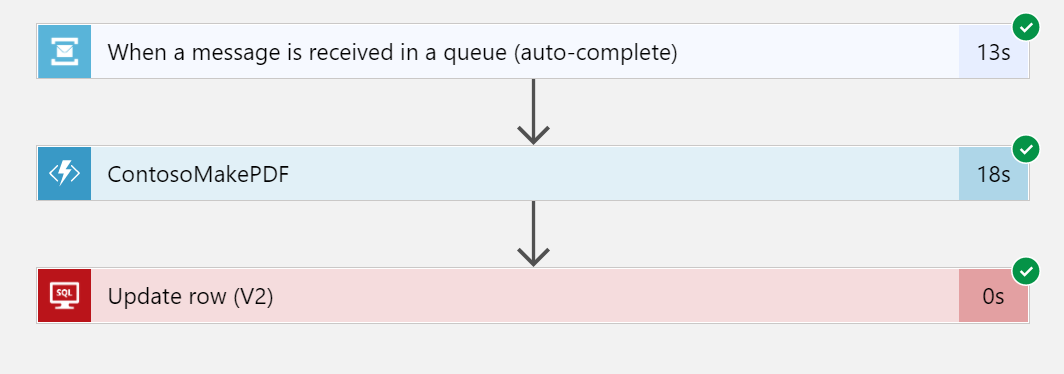 When a message is received in a queue (auto-complete) 13s
ContosoMakePDF 18s
SQL Update row (V2) 0s